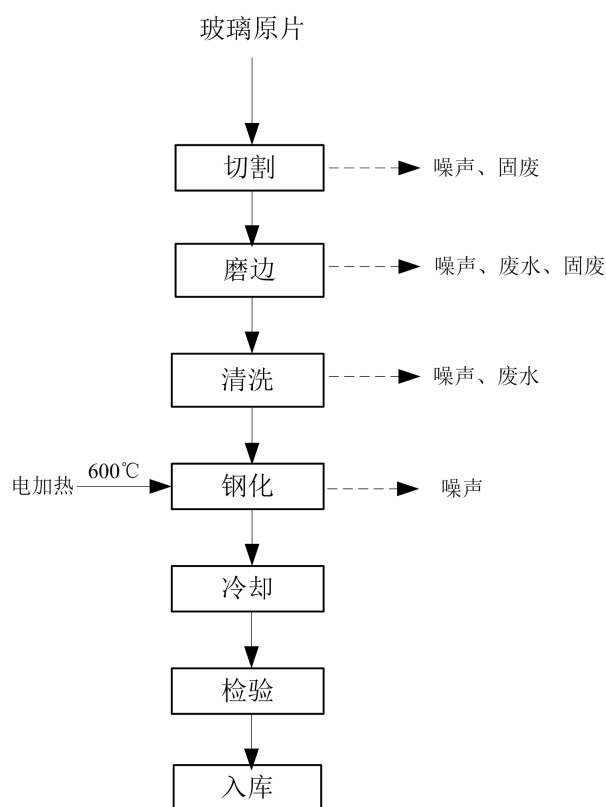 玻璃原片
切割
噪声、固废
磨边
噪声、废水、固废
清洗
噪声、废水
电加热
600℃
钢化
噪声
冷却
检验
入库